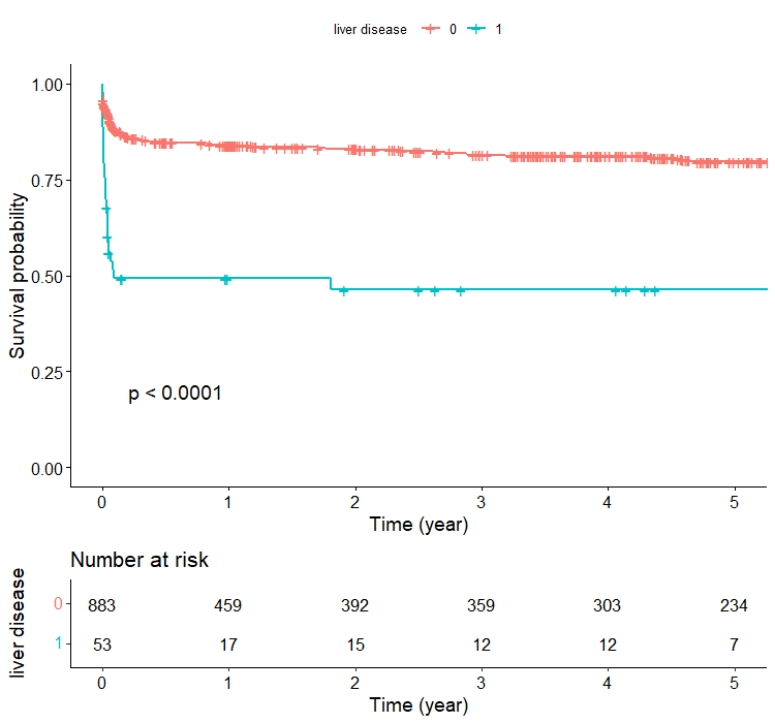 liver disease 0 1
1.00
0.75
0.50
0.25
0.00
Survival probability
p < 0.0001
0 1 2 3 4 5
Time (year)
Number at risk
liver disease
0 883 459 392 359 303 234
1 53 17 15 12 12 7
0 1 2 3 4 5
Time (year)